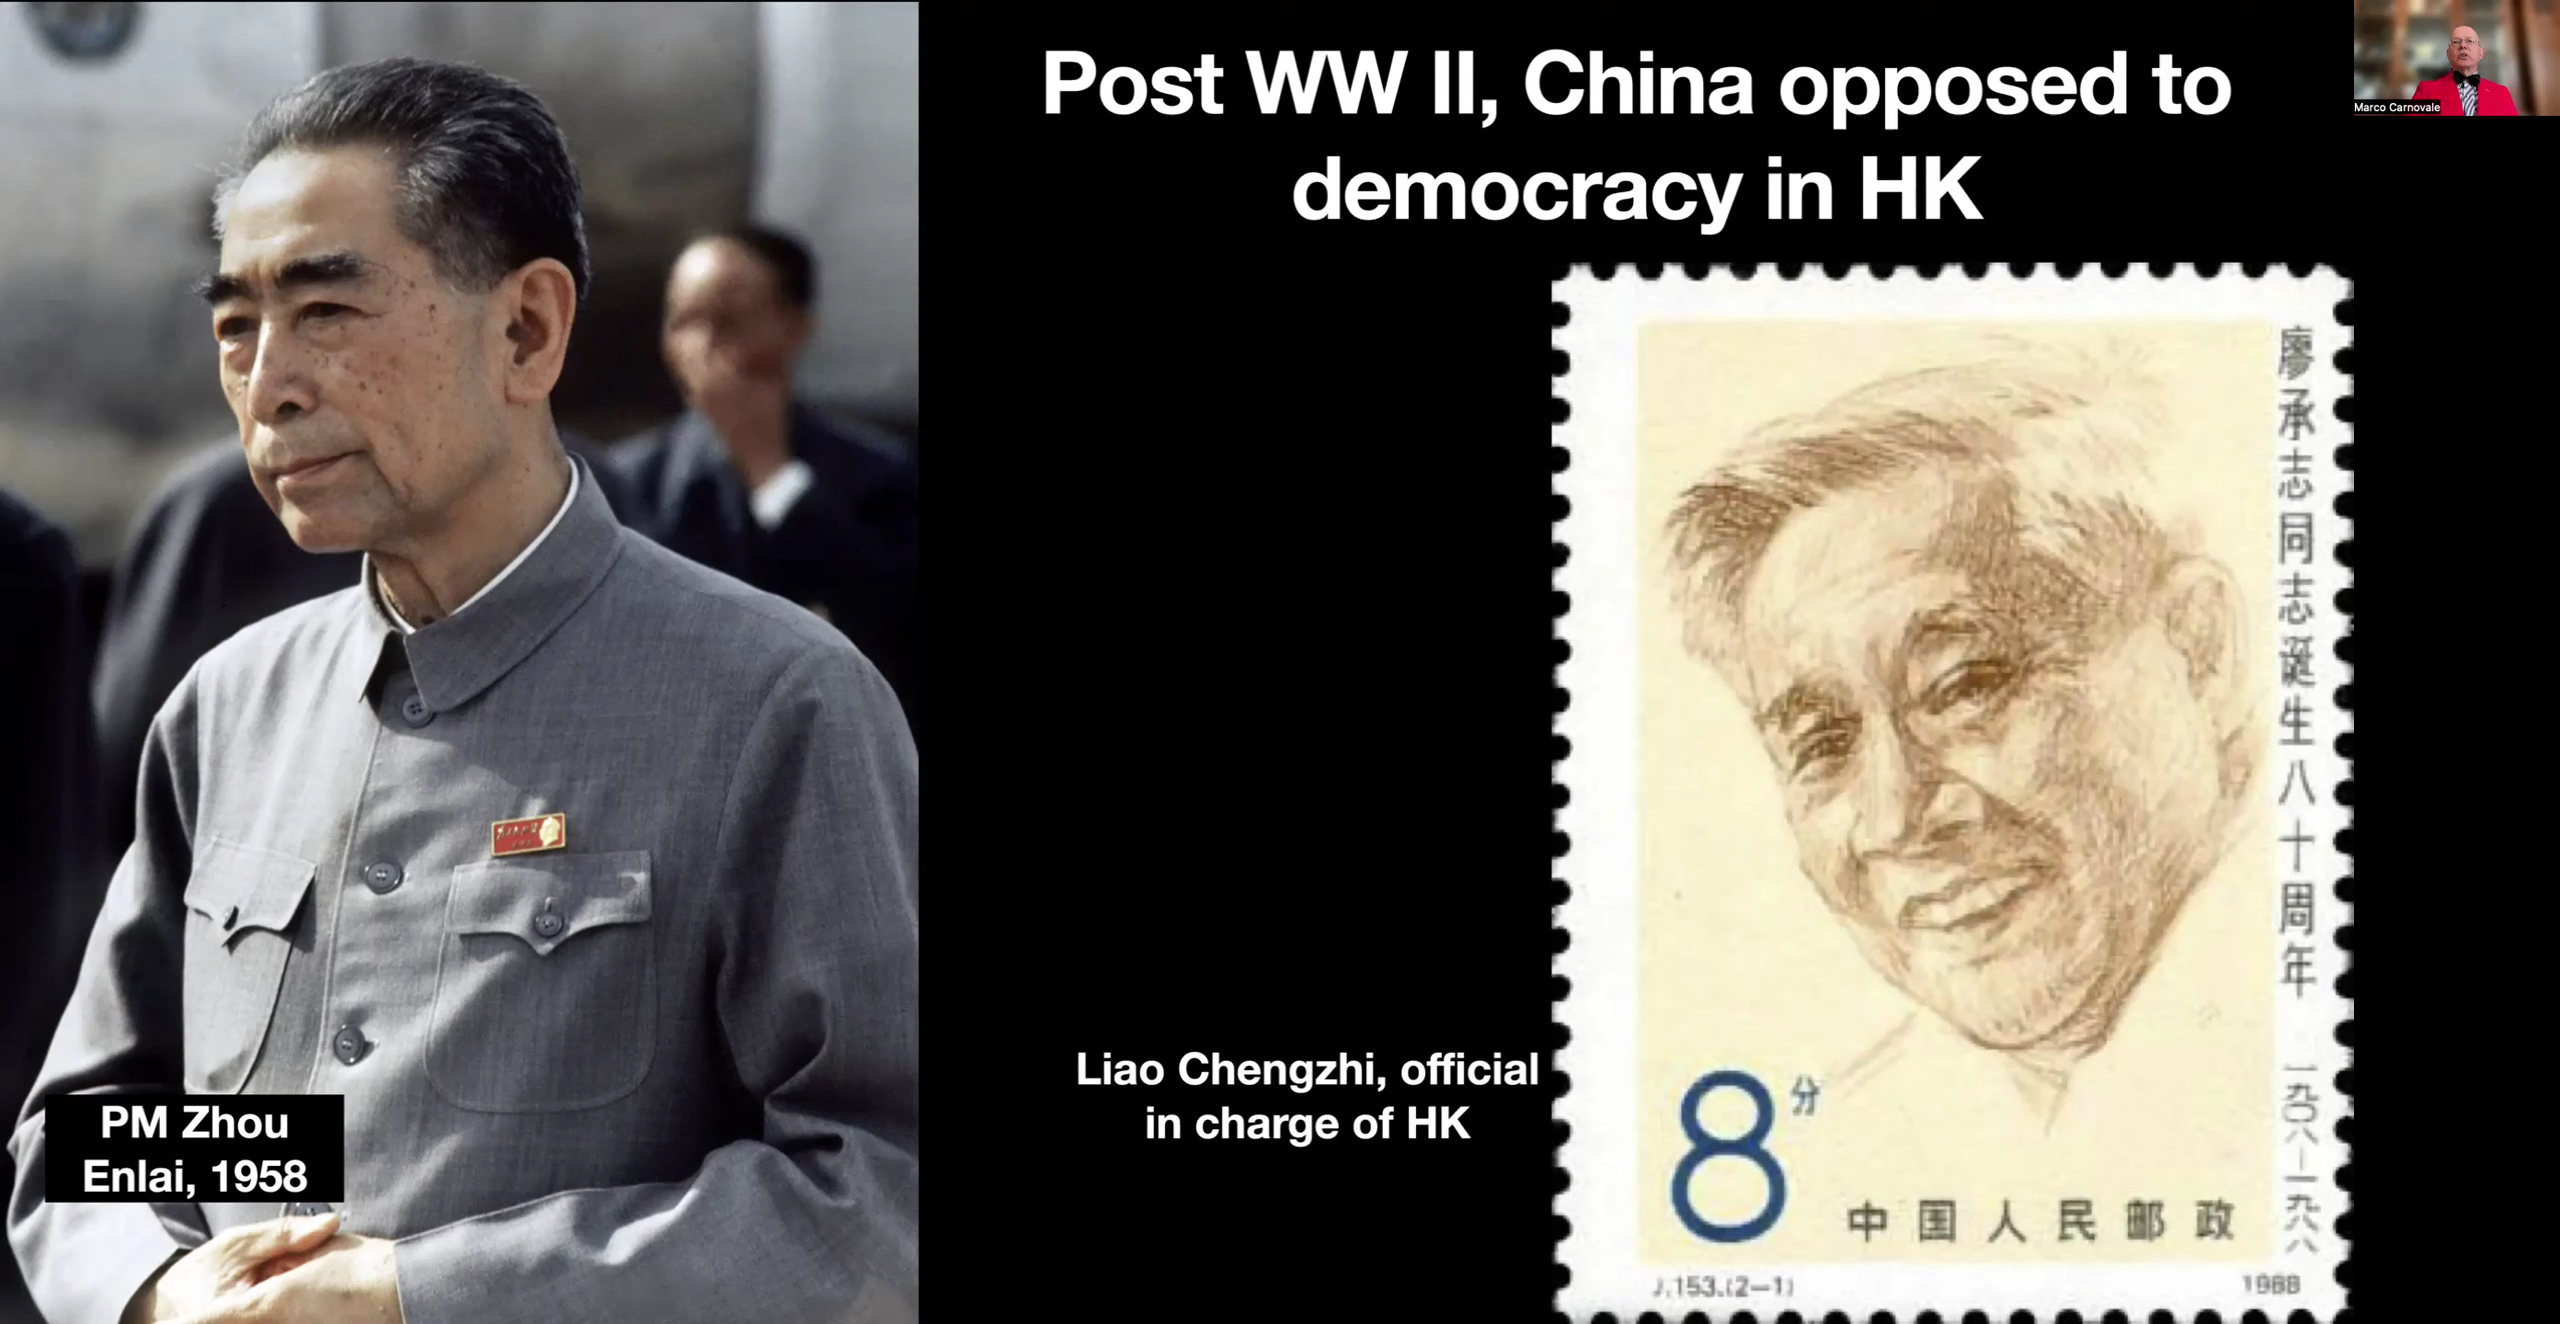 Post WW II, China opposed to
democracy in HK
Marco Carnovale
廖承志同志诞生八十周年 一九〇八—一九八八
Liao Chengzhi, official
in charge of HK
8分
PM Zhou
Enlai, 1958
中国人民邮政
J.153.(2—1)
1988